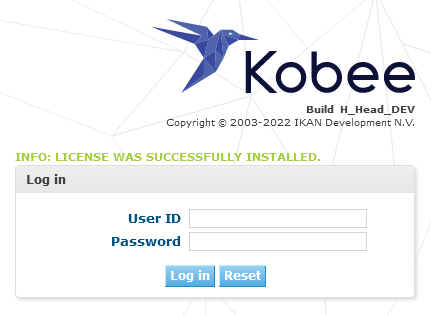 Kobee
Build H_Head_DEV
Copyright © 2003-2022 IKAN Development N.V.
INFO: LICENSE WAS SUCCESSFULLY INSTALLED.
Log in
User ID
Password
Log in Reset